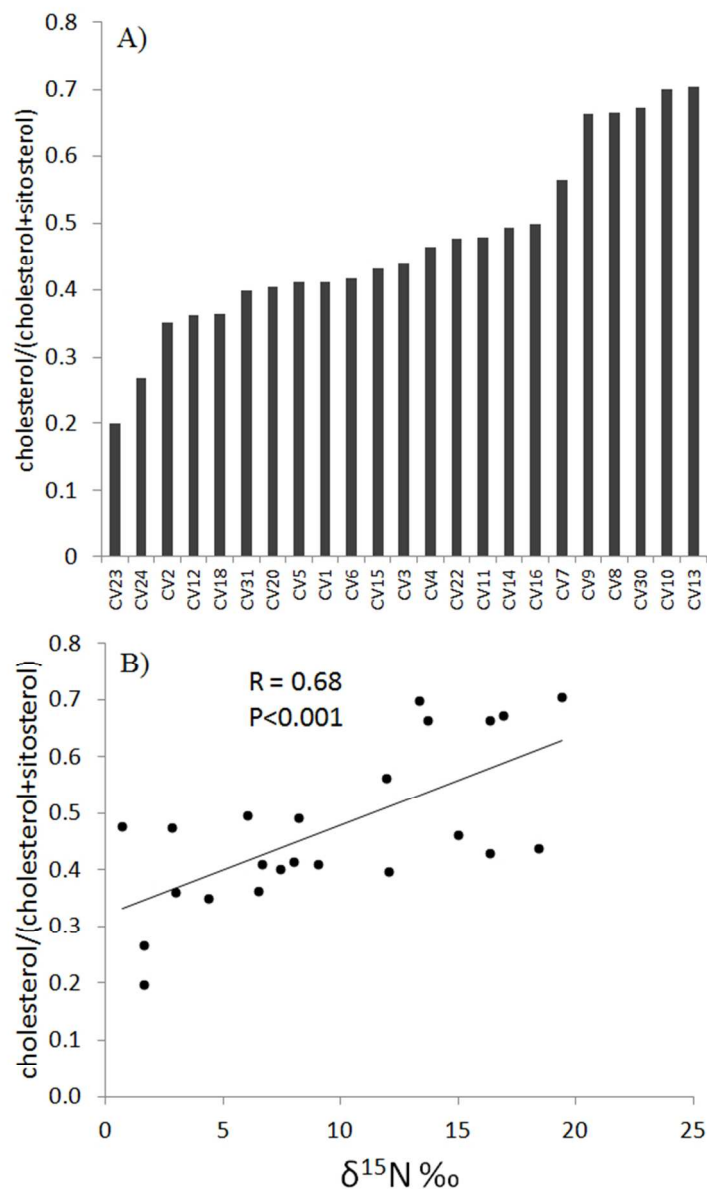 A)
cholesterol/(cholesterol+sitosterol)
0.8
0.7
0.6
0.5
0.4
0.3
0.2
0.1
0
CV23 CV24 CV2 CV12 CV18 CV31 CV20 CV5 CV1 CV6 CV15 CV3 CV4 CV22 CV11 CV14 CV16 CV7 CV9 CV8 CV30 CV10 CV13
B)
R = 0.68
P<0.001
cholesterol/(cholesterol+sitosterol)
0.8
0.7
0.6
0.5
0.4
0.3
0.2
0.1
0.0
0 5 10 15 20 25
δ¹⁵N ‰